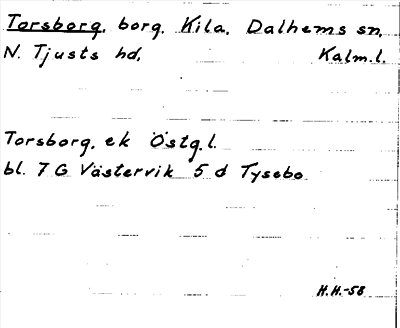 Torsborg, borg, Kila, Dalhems sn,
N. Tjusts hd, Kalm.l.
Torsborg, ek Östg.l.
bl. 7 G Västervik 5 d Tysebo
H.H.-58